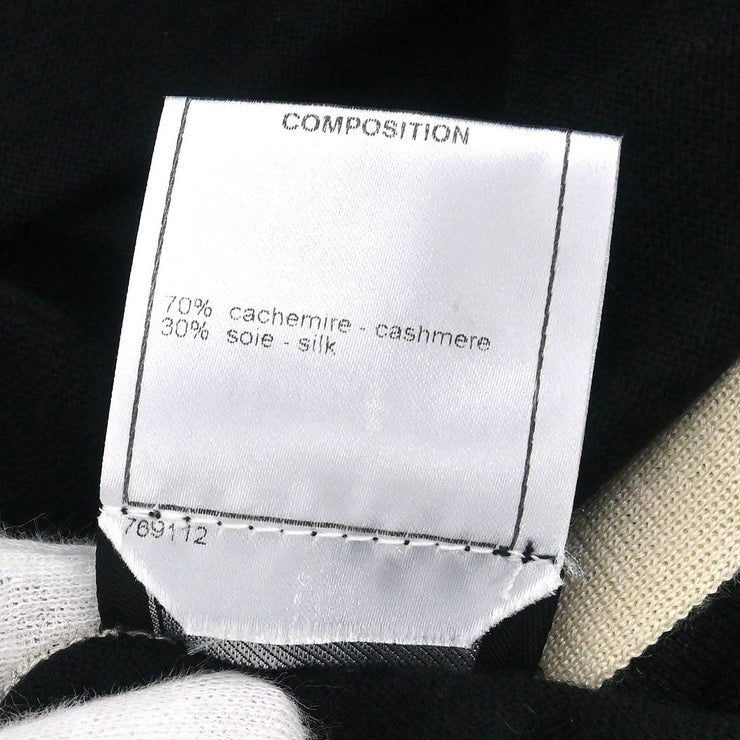 COMPOSITION
70% cachemire - cashmere
30% soie - silk
769112